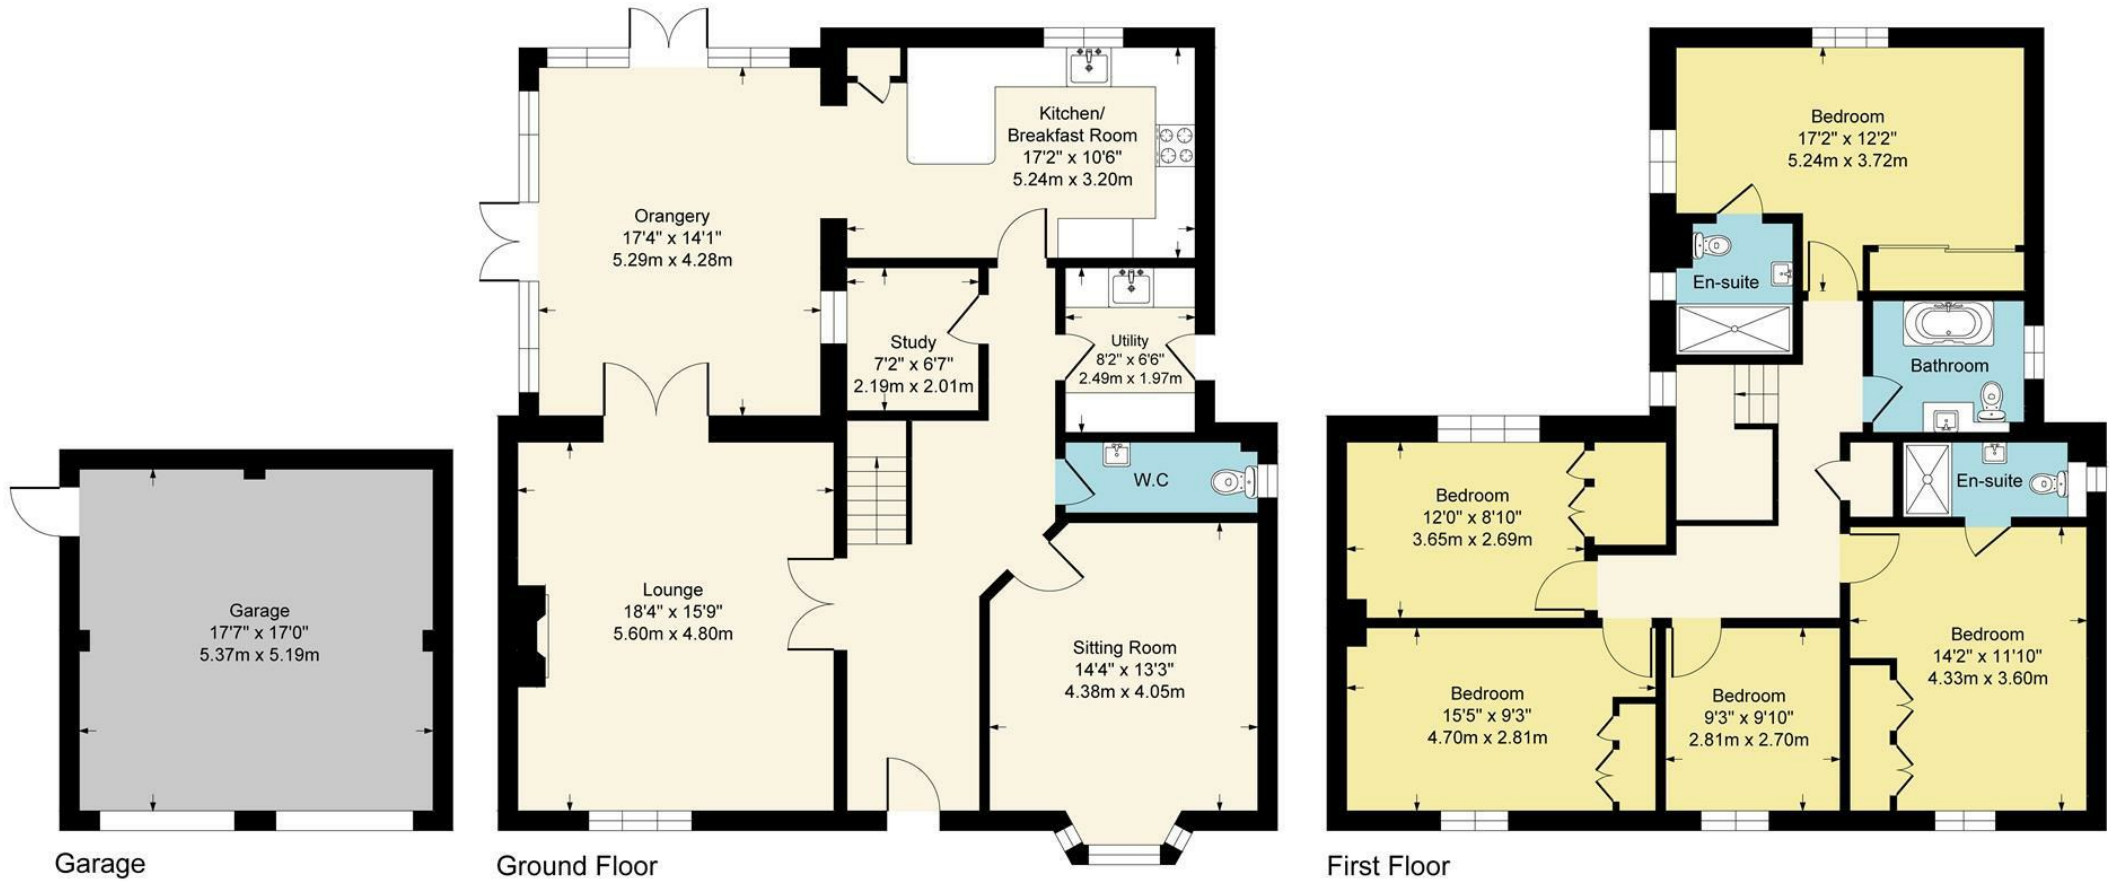 Garage
17'7" x 17'0"
5.37m x 5.19m
Garage
Orangery
17'4" x 14'1"
5.29m x 4.28m
Kitchen/
Breakfast Room
17'2" x 10'6"
5.24m x 3.20m
Study
7'2" x 6'7"
2.19m x 2.01m
Utility
8'2" x 6'6"
2.49m x 1.97m
W.C
Lounge
18'4" x 15'9"
5.60m x 4.80m
Sitting Room
14'4" x 13'3"
4.38m x 4.05m
Ground Floor
Bedroom
17'2" x 12'2"
5.24m x 3.72m
En-suite
Bathroom
En-suite
Bedroom
12'0" x 8'10"
3.65m x 2.69m
Bedroom
15'5" x 9'3"
4.70m x 2.81m
Bedroom
9'3" x 9'10"
2.81m x 2.70m
Bedroom
14'2" x 11'10"
4.33m x 3.60m
First Floor